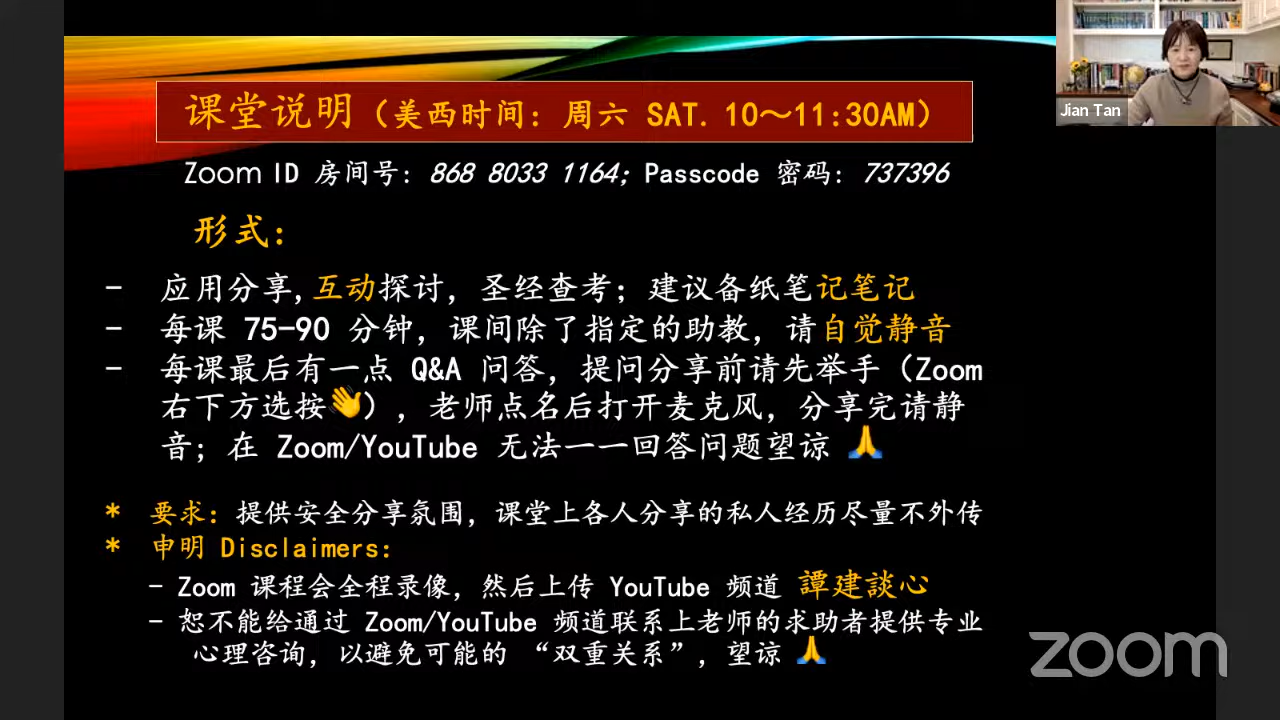 课堂说明（美西时间：周六 SAT. 10～11:30AM）
Zoom ID 房间号：868 8033 1164；Passcode 密码：737396
形式：
- 应用分享,互动探讨，圣经查考；建议备纸笔记笔记
- 每课 75-90 分钟，课间除了指定的助教，请自觉静音
- 每课最后有一点 Q&A 问答，提问分享前请先举手（Zoom
右下方选按👋），老师点名后打开麦克风，分享完请静
音；在 Zoom/YouTube 无法一一回答问题望谅 🙏
* 要求：提供安全分享氛围，课堂上各人分享的私人经历尽量不外传
* 申明 Disclaimers：
- Zoom 课程会全程录像，然后上传 YouTube 频道 譚建談心
- 恕不能给通过 Zoom/YouTube 频道联系上老师的求助者提供专业
心理咨询，以避免可能的 “双重关系”，望谅 🙏
Jian Tan
zoom